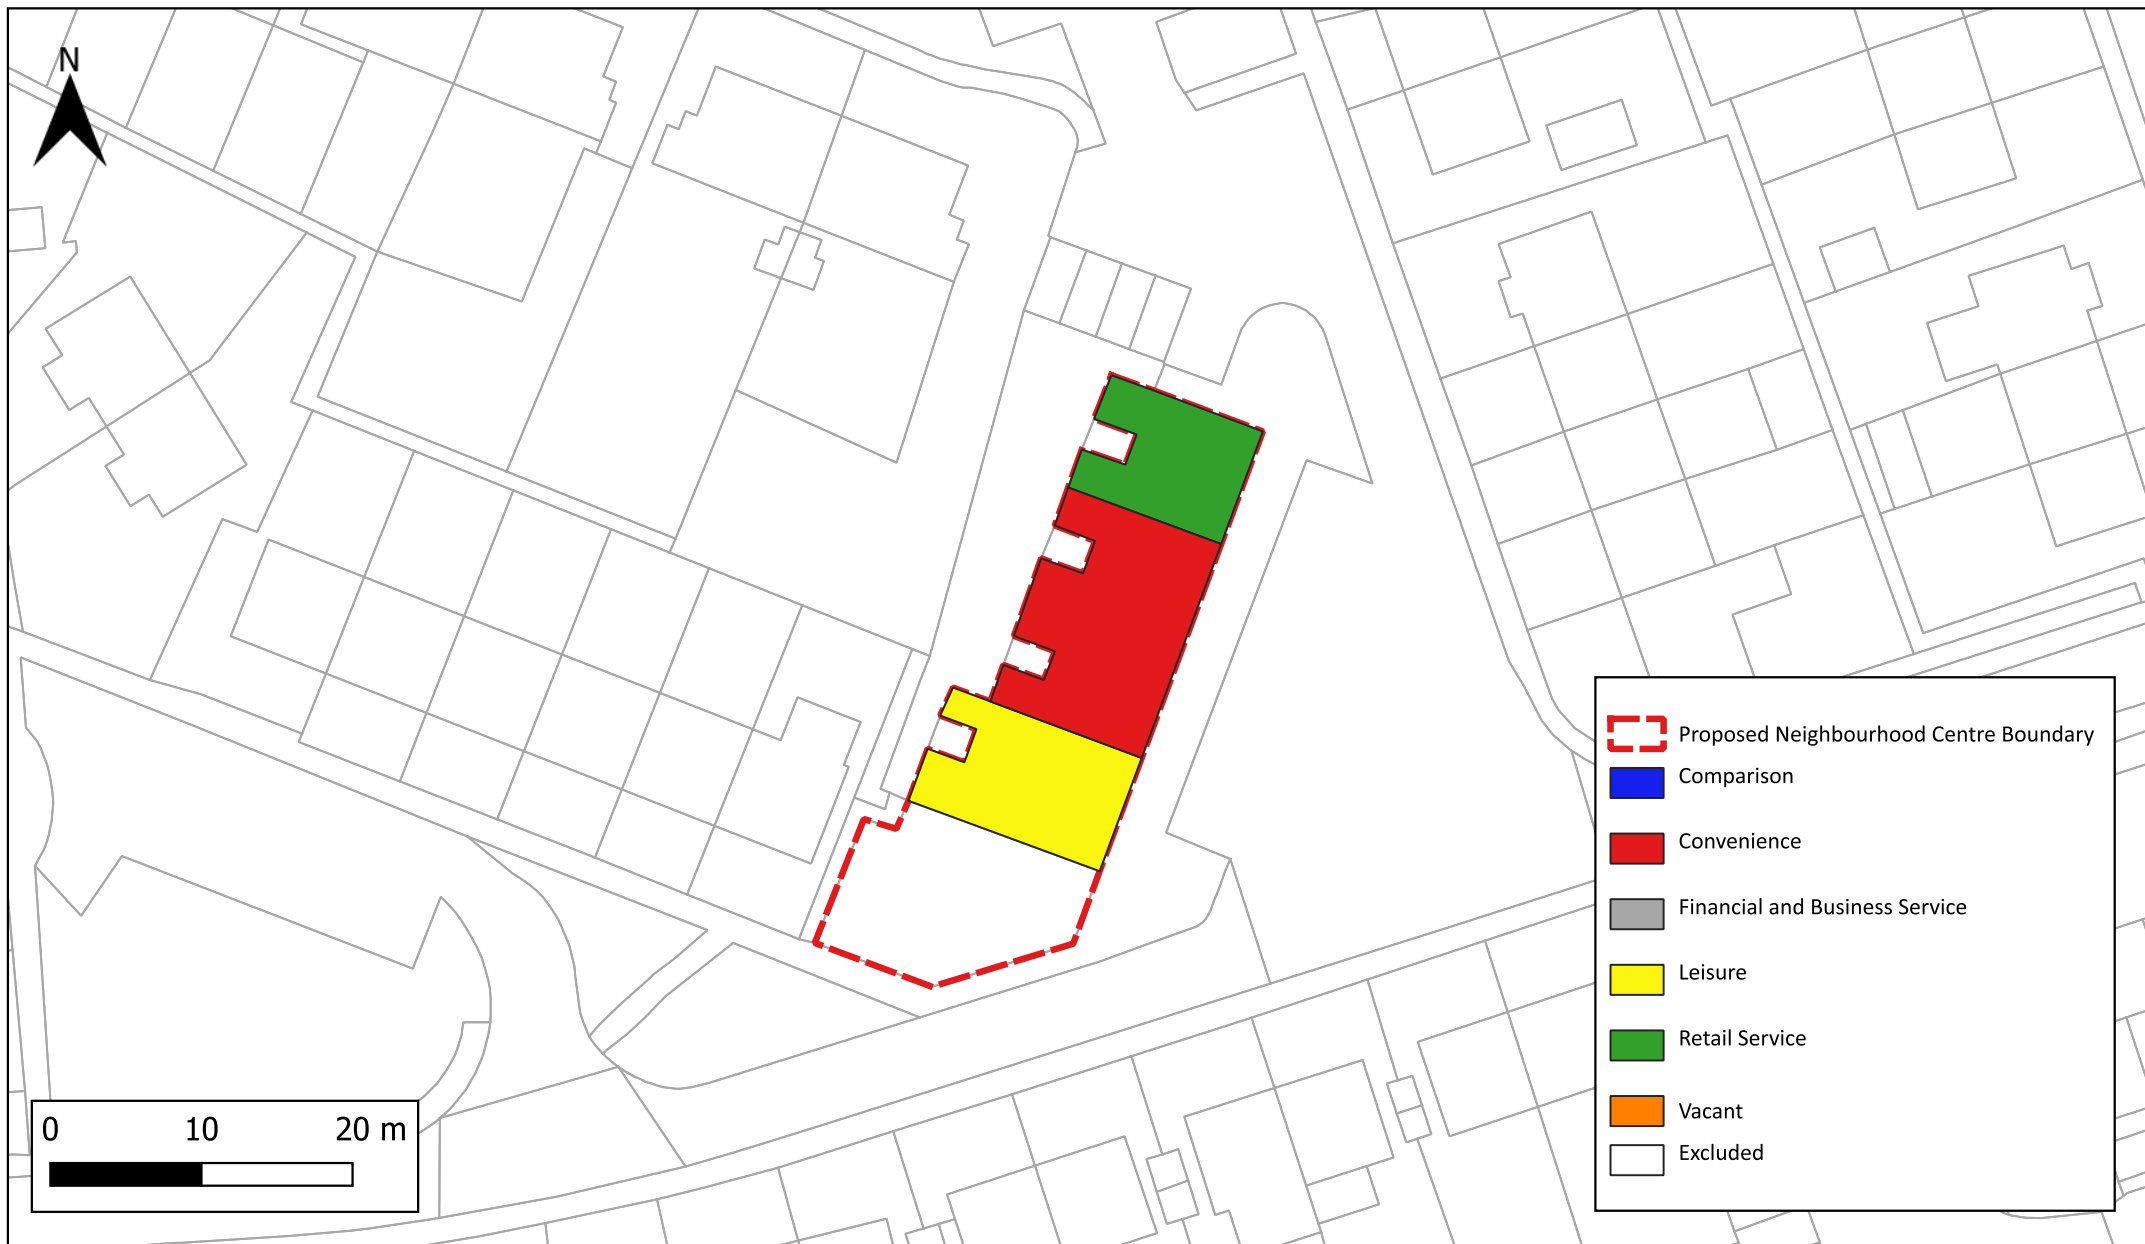 N
Proposed Neighbourhood Centre Boundary
Comparison
Convenience
Financial and Business Service
Leisure
Retail Service
Vacant
Excluded
0 10 20 m